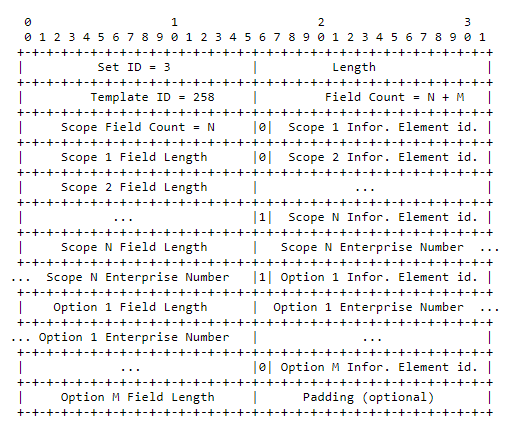 0                   1                   2                   3
 0 1 2 3 4 5 6 7 8 9 0 1 2 3 4 5 6 7 8 9 0 1 2 3 4 5 6 7 8 9 0 1
+-+-+-+-+-+-+-+-+-+-+-+-+-+-+-+-+-+-+-+-+-+-+-+-+-+-+-+-+-+-+-+-+
|          Set ID = 3           |          Length               |
+-+-+-+-+-+-+-+-+-+-+-+-+-+-+-+-+-+-+-+-+-+-+-+-+-+-+-+-+-+-+-+-+
|         Template ID = 258     |         Field Count = N + M   |
+-+-+-+-+-+-+-+-+-+-+-+-+-+-+-+-+-+-+-+-+-+-+-+-+-+-+-+-+-+-+-+-+
|     Scope Field Count = N     |0|  Scope 1 Infor. Element id. |
+-+-+-+-+-+-+-+-+-+-+-+-+-+-+-+-+-+-+-+-+-+-+-+-+-+-+-+-+-+-+-+-+
|     Scope 1 Field Length      |0|  Scope 2 Infor. Element id. |
+-+-+-+-+-+-+-+-+-+-+-+-+-+-+-+-+-+-+-+-+-+-+-+-+-+-+-+-+-+-+-+-+
|     Scope 2 Field Length      |             ...               |
+-+-+-+-+-+-+-+-+-+-+-+-+-+-+-+-+-+-+-+-+-+-+-+-+-+-+-+-+-+-+-+-+
|            ...                |1|  Scope N Infor. Element id. |
+-+-+-+-+-+-+-+-+-+-+-+-+-+-+-+-+-+-+-+-+-+-+-+-+-+-+-+-+-+-+-+-+
|     Scope N Field Length      |   Scope N Enterprise Number  ...
+-+-+-+-+-+-+-+-+-+-+-+-+-+-+-+-+-+-+-+-+-+-+-+-+-+-+-+-+-+-+-+-+
...  Scope N Enterprise Number   |1| Option 1 Infor. Element id. |
+-+-+-+-+-+-+-+-+-+-+-+-+-+-+-+-+-+-+-+-+-+-+-+-+-+-+-+-+-+-+-+-+
|    Option 1 Field Length      |  Option 1 Enterprise Number  ...
+-+-+-+-+-+-+-+-+-+-+-+-+-+-+-+-+-+-+-+-+-+-+-+-+-+-+-+-+-+-+-+-+
... Option 1 Enterprise Number   |              ...              |
+-+-+-+-+-+-+-+-+-+-+-+-+-+-+-+-+-+-+-+-+-+-+-+-+-+-+-+-+-+-+-+-+
|             ...               |0| Option M Infor. Element id. |
+-+-+-+-+-+-+-+-+-+-+-+-+-+-+-+-+-+-+-+-+-+-+-+-+-+-+-+-+-+-+-+-+
|     Option M Field Length     |      Padding (optional)       |
+-+-+-+-+-+-+-+-+-+-+-+-+-+-+-+-+-+-+-+-+-+-+-+-+-+-+-+-+-+-+-+-+